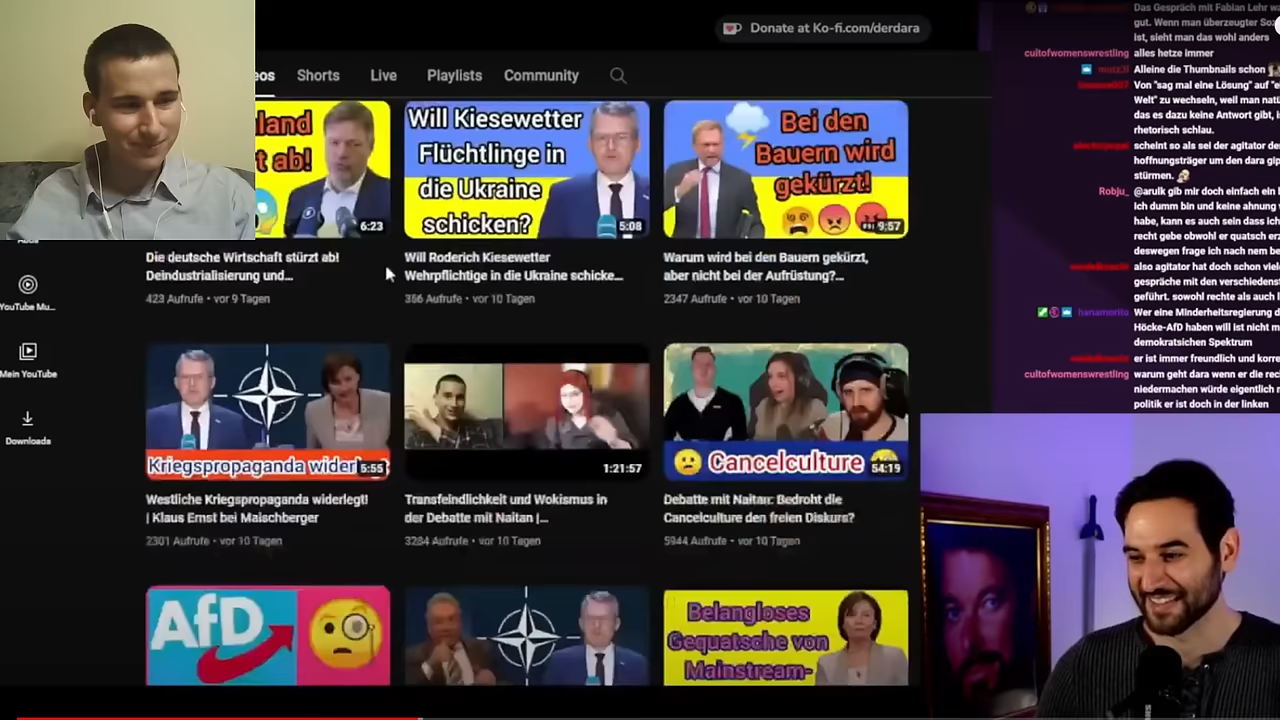 Donate at Ko-fi.com/derdara
eos
Shorts
Live
Playlists
Community
land
t ab!
6:23
Will Kiesewetter
Flüchtlinge in
die Ukraine
schicken?
5:08
Bei den
Bauern wird
gekürzt!
9:57
Die deutsche Wirtschaft stürzt ab!
Deindustrialisierung und...
423 Aufrufe • vor 9 Tagen
Will Roderich Kiesewetter
Wehrpflichtige in die Ukraine schicke...
356 Aufrufe • vor 10 Tagen
Warum wird bei den Bauern gekürzt,
aber nicht bei der Aufrüstung?...
2347 Aufrufe • vor 10 Tagen
YouTube Mu...
Mein YouTube
Downloads
Kriegspropaganda wider
5:55
1:21:57
Cancelculture
54:19
Westliche Kriegspropaganda widerlegt!
| Klaus Ernst bei Maischberger
2301 Aufrufe • vor 10 Tagen
Transfeindlichkeit und Wokismus in
der Debatte mit Naitan |...
3284 Aufrufe • vor 10 Tagen
Debatte mit Naitan: Bedroht die
Cancelculture den freien Diskurs?
5944 Aufrufe • vor 10 Tagen
AfD
Belangloses
Gequatsche von
Mainstream-
Das Gespräch mit Fabian Lehr wa
gut. Wenn man überzeugter So
ist, sieht man das wohl anders
cultofwomenswrestling alles hetze immer
Alleine die Thumbnails schon
Von "sag mal eine Lösung" auf "e
Welt" zu wechseln, weil man nat
das es dazu keine Antwort gibt, i
rhetorisch schlau.
scheint so als sei der agitator de
hoffnungsträger um den dara gip
stürmen.
Robju_ @arulk gib mir doch einfach ein
ich dumm bin und keine ahnung
habe, kann es auch sein dass ich
recht gebe obwohl er quatsch erz
deswegen frage ich nach nem be
also agitator hat doch schon viel
gespräche mit den verschiedens
geführt. sowohl rechte als auch l
hanamorito Wer eine Minderheitsregierung d
Höcke-AfD haben will ist nicht m
demokratsichen Spektrum
er ist immer freundlich und korre
cultofwomenswrestling warum geht dara wenn er die rec
niedermachen würde eigentlich n
politik er ist doch in der linken